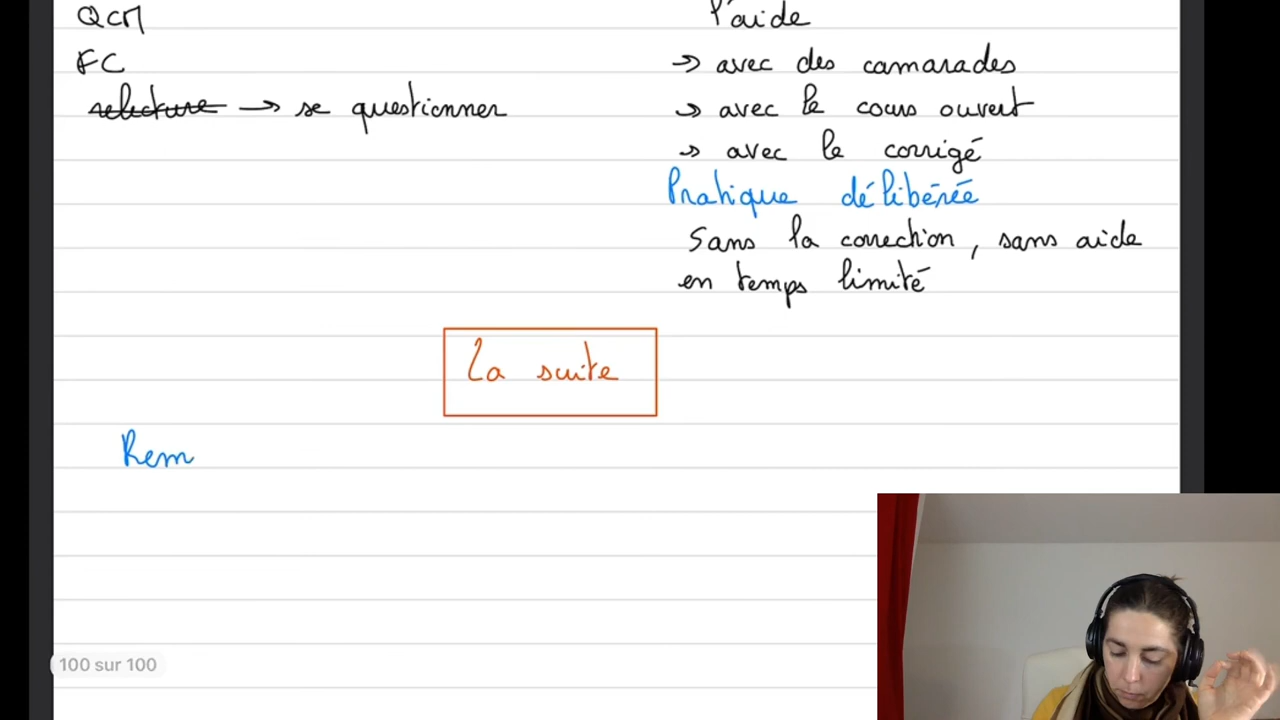 QCM
FC
relecture → se questionner
l'aide
→ avec des camarades
→ avec le cours ouvert
→ avec le corrigé
Pratique délibérée
Sans la correction, sans aide
en temps limité
La suite
Rem
100 sur 100